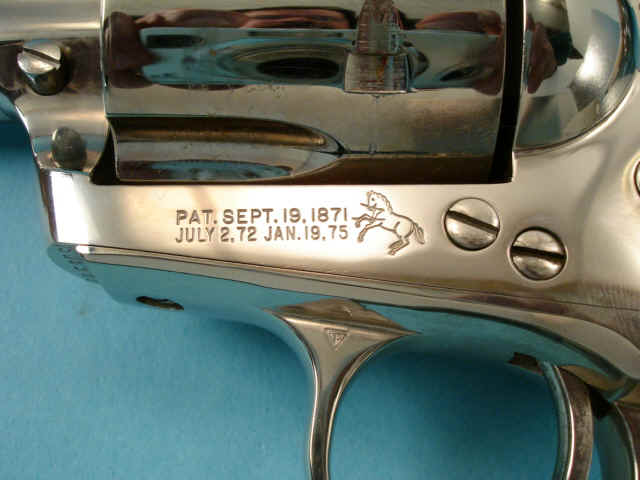 PAT. SEPT. 19. 1871
JULY 2. 72 JAN. 19. 75